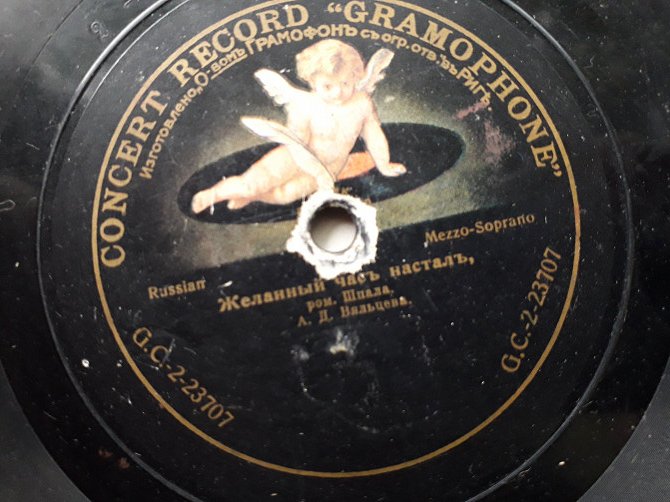 CONCERT RECORD “GRAMOPHONE”
Изготовлено „О-вомъ ГРАМОФОНЪ съ огр. отв.” въ Ригѣ
Russian
Mezzo-Soprano
Желанный часъ насталъ,
ром. Шпала,
А. Д. Вяльцева.
G.C.-2-23707
G.C.-2-23707